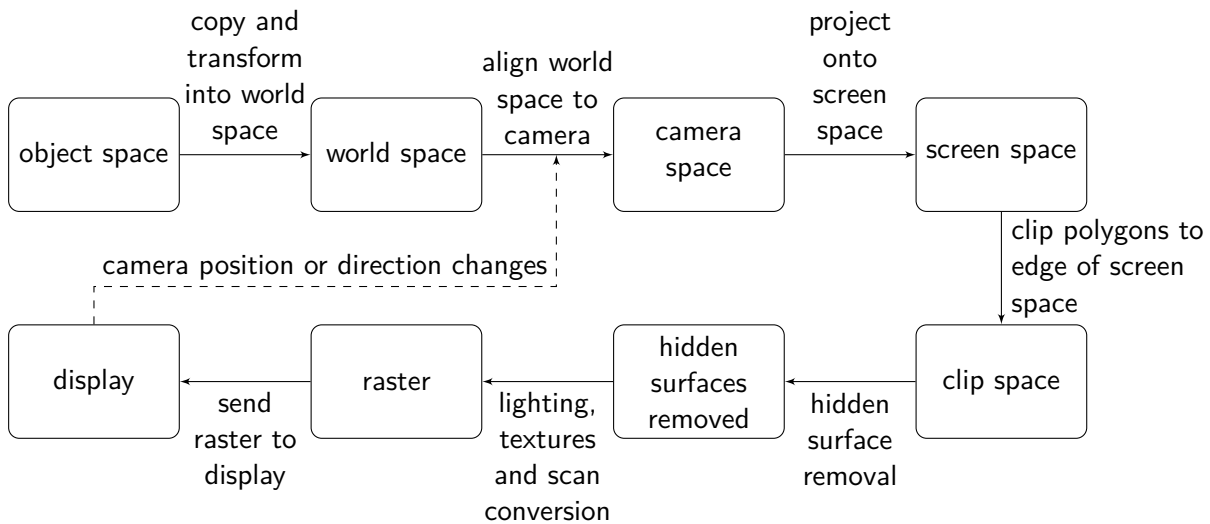 object space
copy and
transform
into world
space
world space
align world
space to
camera
camera
space
project
onto
screen
space
screen space
clip polygons to
edge of screen
space
clip space
hidden
surface
removal
hidden
surfaces
removed
lighting,
textures
and scan
conversion
raster
send
raster to
display
display
camera position or direction changes